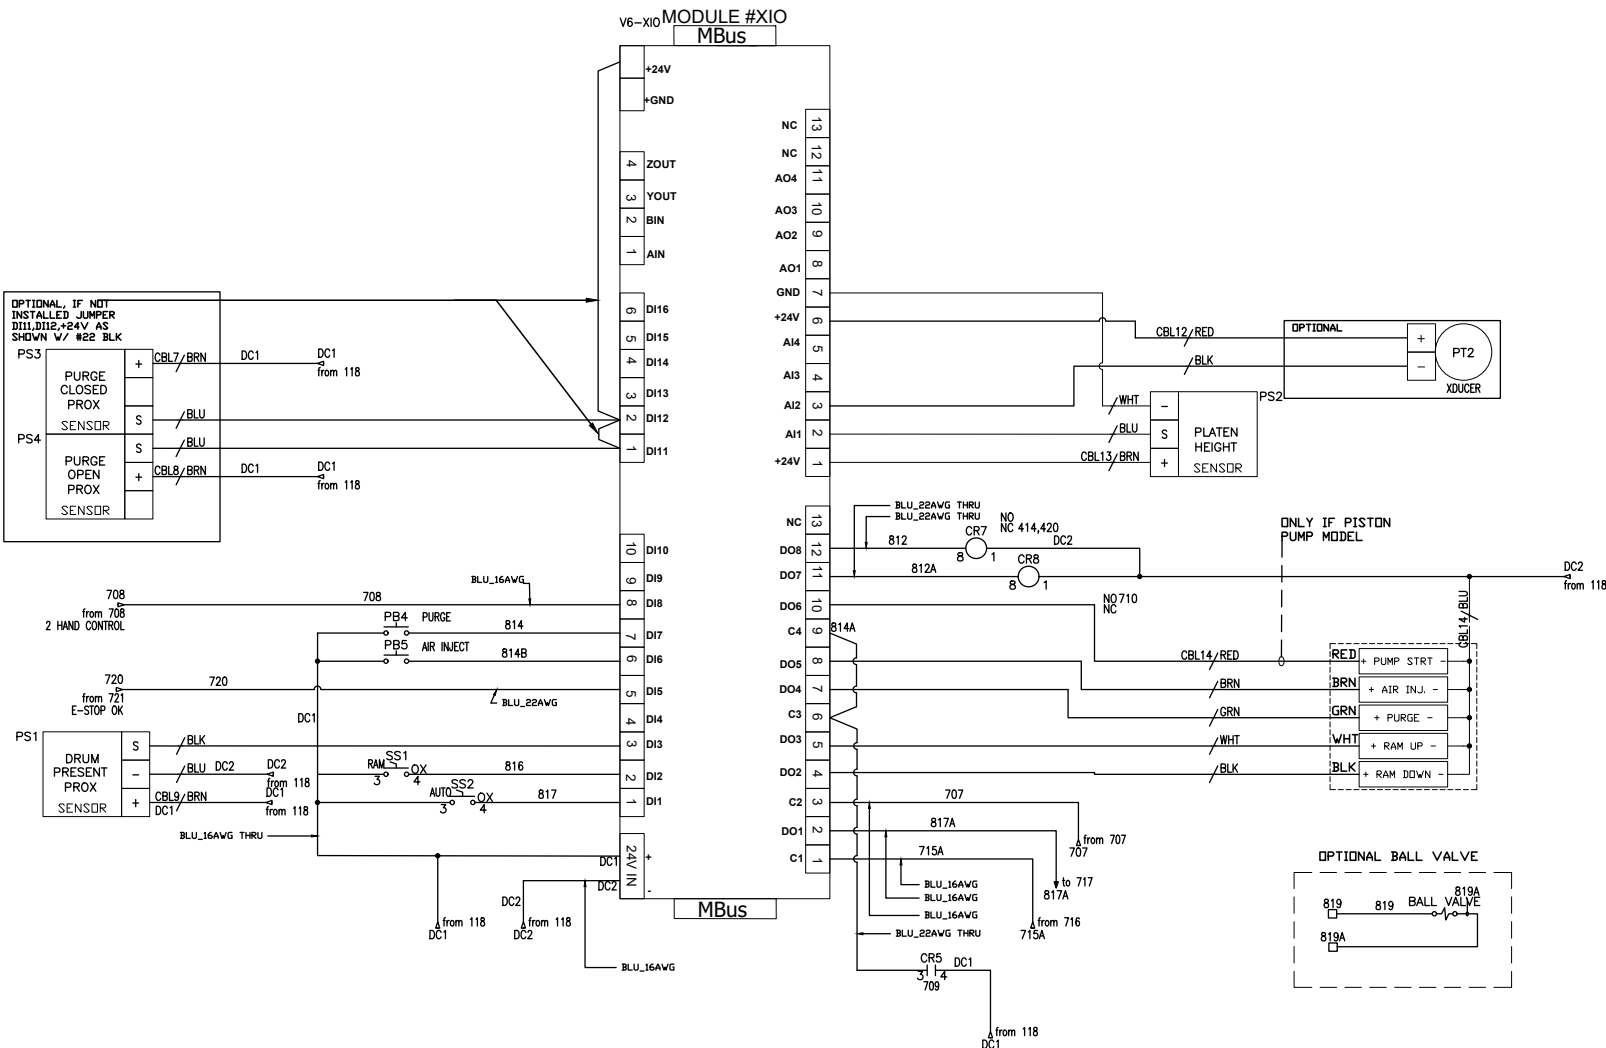 V6-XIO MODULE #XIO
MBus
+24V
+GND
4 ZOUT
3 YOUT
2 BIN
1 AIN
6 DI16
5 DI15
4 DI14
3 DI13
2 DI12
1 DI11
10 DI10
9 DI9
8 DI8
7 DI7
6 DI6
5 DI5
4 DI4
3 DI3
2 DI2
1 DI1
24V IN
+
-
DC1
DC2
MBus
NC 13
NC 12
AO4 11
AO3 10
AO2 9
AO1 8
GND 7
+24V 6
AI4 5
AI3 4
AI2 3
AI1 2
+24V 1
NC 13
DO8 12
DO7 11
DO6 10
C4 9
DO5 8
DO4 7
C3 6
DO3 5
DO2 4
C2 3
DO1 2
C1 1
OPTIONAL, IF NOT
INSTALLED JUMPER
DI11,DI12,+24V AS
SHOWN W/ #22 BLK
PS3
PURGE
CLOSED
PROX
SENSOR
+
S
CBL7/BRN DC1 DC1
from 118
BLU
PS4
PURGE
OPEN
PROX
SENSOR
S
+
BLU
CBL8/BRN DC1 DC1
from 118
708
from 708
2 HAND CONTROL
708
BLU_16AWG
PB4 PURGE
814
PB5 AIR INJECT
814B
720
from 721
E-STOP OK
720
BLU_22AWG
DC1
PS1
DRUM
PRESENT
PROX
SENSOR
S
-
+
BLK
BLU DC2 DC2
from 118
CBL9/BRN DC1
DC1
from 118
SS1
RAM OX
3 4
816
SS2
AUTO OX
3 4
817
BLU_16AWG THRU
from 118
DC1
DC2
from 118
DC2
BLU_16AWG
CBL12/RED
BLK
OPTIONAL
+
-
PT2
XDUCER
PS2
WHT
BLU
CBL13/BRN
-
S
+
PLATEN
HEIGHT
SENSOR
BLU_22AWG THRU
BLU_22AWG THRU
NO
NC 414,420
812
CR7
8 1
DC2
812A
CR8
8 1
NO 710
NC
ONLY IF PISTON
PUMP MODEL
DC2
from 118
CBL14/BLU
814A
CBL14/RED
RED + PUMP STRT -
BRN
BRN + AIR INJ. -
GRN
GRN + PURGE -
WHT
WHT + RAM UP -
BLK
BLK + RAM DOWN -
707
from 707
707
817A
to 717
817A
715A
from 716
715A
BLU_16AWG
BLU_16AWG
BLU_16AWG
BLU_22AWG THRU
CR5
3 4
709
DC1
from 118
DC1
OPTIONAL BALL VALVE
819 819 BALL VALVE 819A
819A